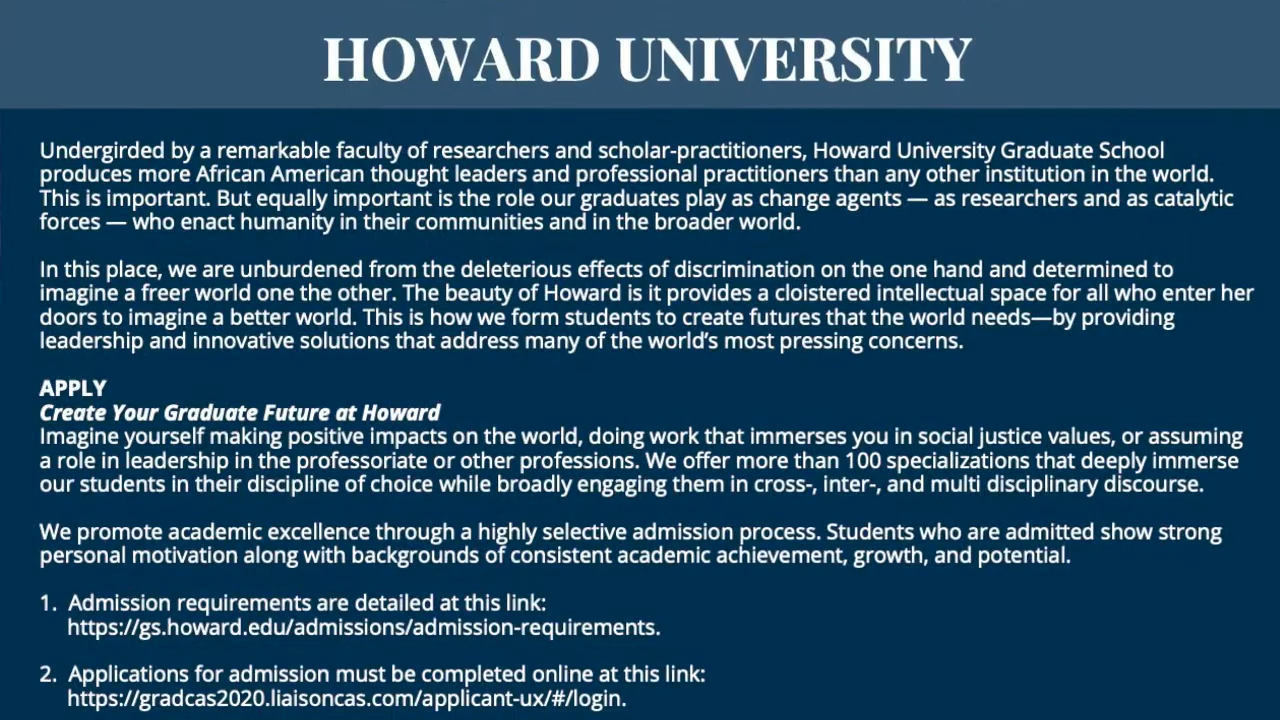 HOWARD UNIVERSITY
Undergirded by a remarkable faculty of researchers and scholar-practitioners, Howard University Graduate School
produces more African American thought leaders and professional practitioners than any other institution in the world.
This is important. But equally important is the role our graduates play as change agents — as researchers and as catalytic
forces — who enact humanity in their communities and in the broader world.
In this place, we are unburdened from the deleterious effects of discrimination on the one hand and determined to
imagine a freer world one the other. The beauty of Howard is it provides a cloistered intellectual space for all who enter her
doors to imagine a better world. This is how we form students to create futures that the world needs—by providing
leadership and innovative solutions that address many of the world’s most pressing concerns.
APPLY
Create Your Graduate Future at Howard
Imagine yourself making positive impacts on the world, doing work that immerses you in social justice values, or assuming
a role in leadership in the professoriate or other professions. We offer more than 100 specializations that deeply immerse
our students in their discipline of choice while broadly engaging them in cross-, inter-, and multi disciplinary discourse.
We promote academic excellence through a highly selective admission process. Students who are admitted show strong
personal motivation along with backgrounds of consistent academic achievement, growth, and potential.
1. Admission requirements are detailed at this link:
https://gs.howard.edu/admissions/admission-requirements.
2. Applications for admission must be completed online at this link:
https://gradcas2020.liaisoncas.com/applicant-ux/#/login.